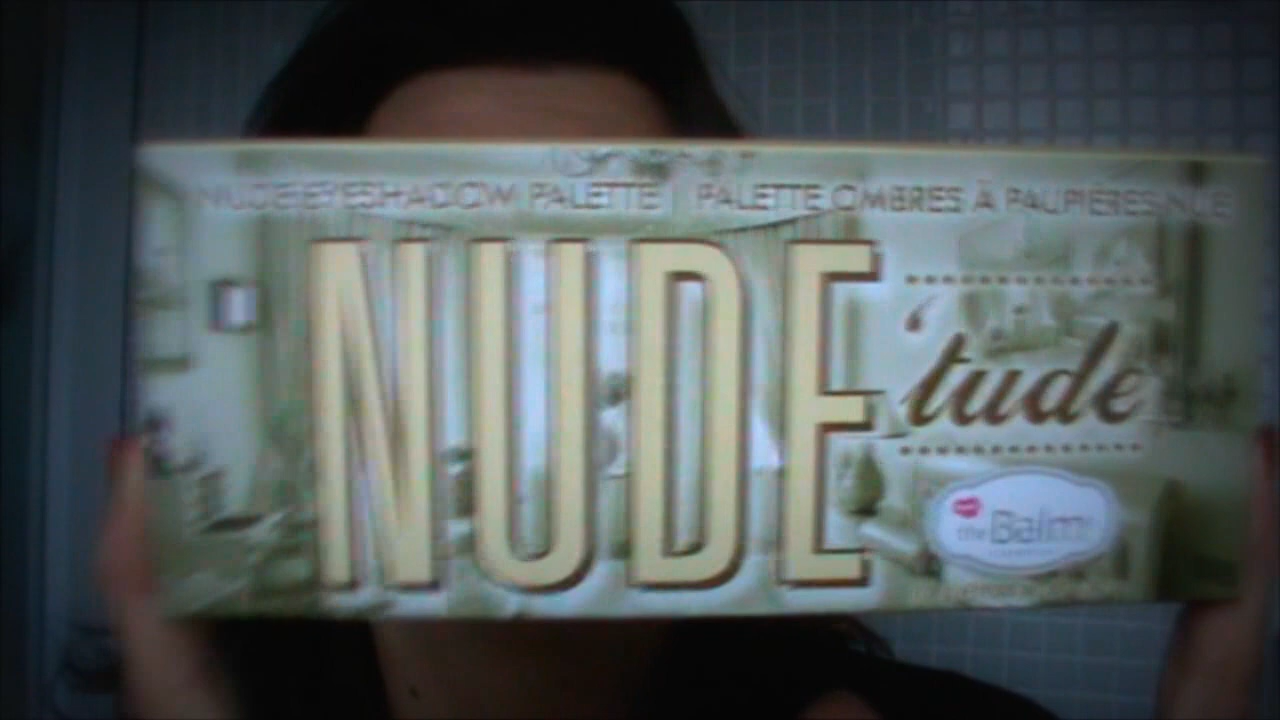 NUDE EYESHADOW PALETTE PALETTE OMBRES À PAUPIÈRES NUE
NUDE
'tude
theBalm